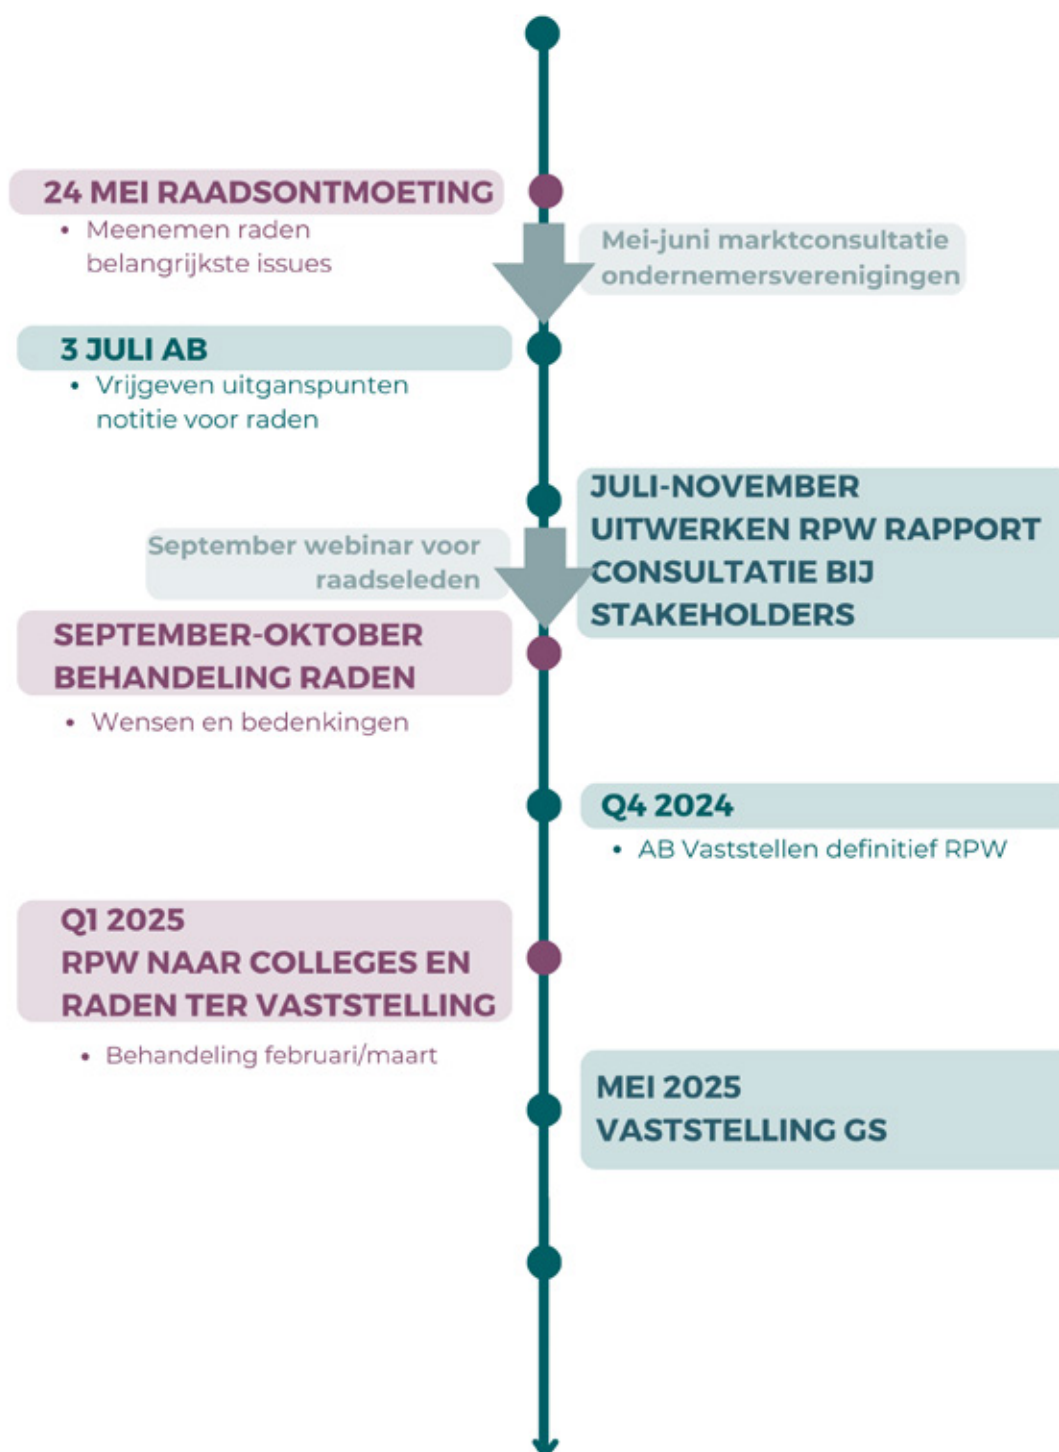 24 MEI RAADSONTMOETING
• Meenemen raden
belangrijkste issues
Mei-juni marktconsultatie
ondernemersverenigingen
3 JULI AB
• Vrijgeven uitganspunten
notitie voor raden
JULI-NOVEMBER
UITWERKEN RPW RAPPORT
CONSULTATIE BIJ
STAKEHOLDERS
September webinar voor
raadseleden
SEPTEMBER-OKTOBER
BEHANDELING RADEN
• Wensen en bedenkingen
Q4 2024
• AB Vaststellen definitief RPW
Q1 2025
RPW NAAR COLLEGES EN
RADEN TER VASTSTELLING
• Behandeling februari/maart
MEI 2025
VASTSTELLING GS